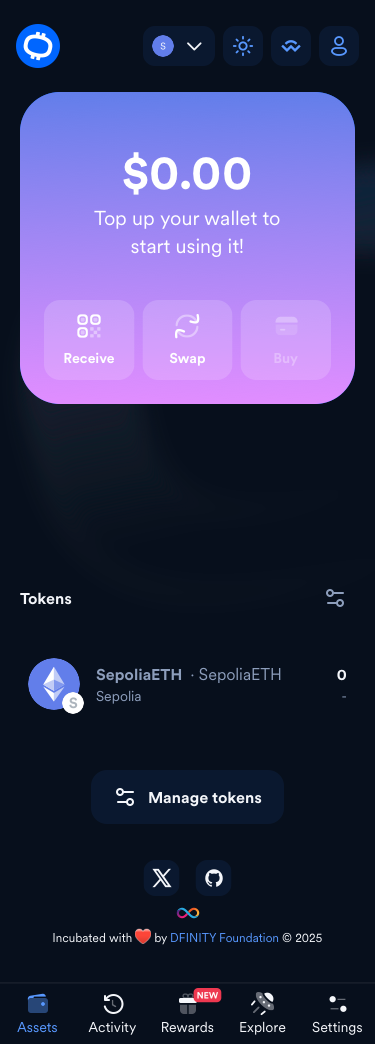 S
$0.00
Top up your wallet to
start using it!
Receive Swap Buy
Tokens
SepoliaETH · SepoliaETH 0
Sepolia -
S
Manage tokens
Incubated with ❤️ by DFINITY Foundation © 2025
NEW
Assets Activity Rewards Explore Settings